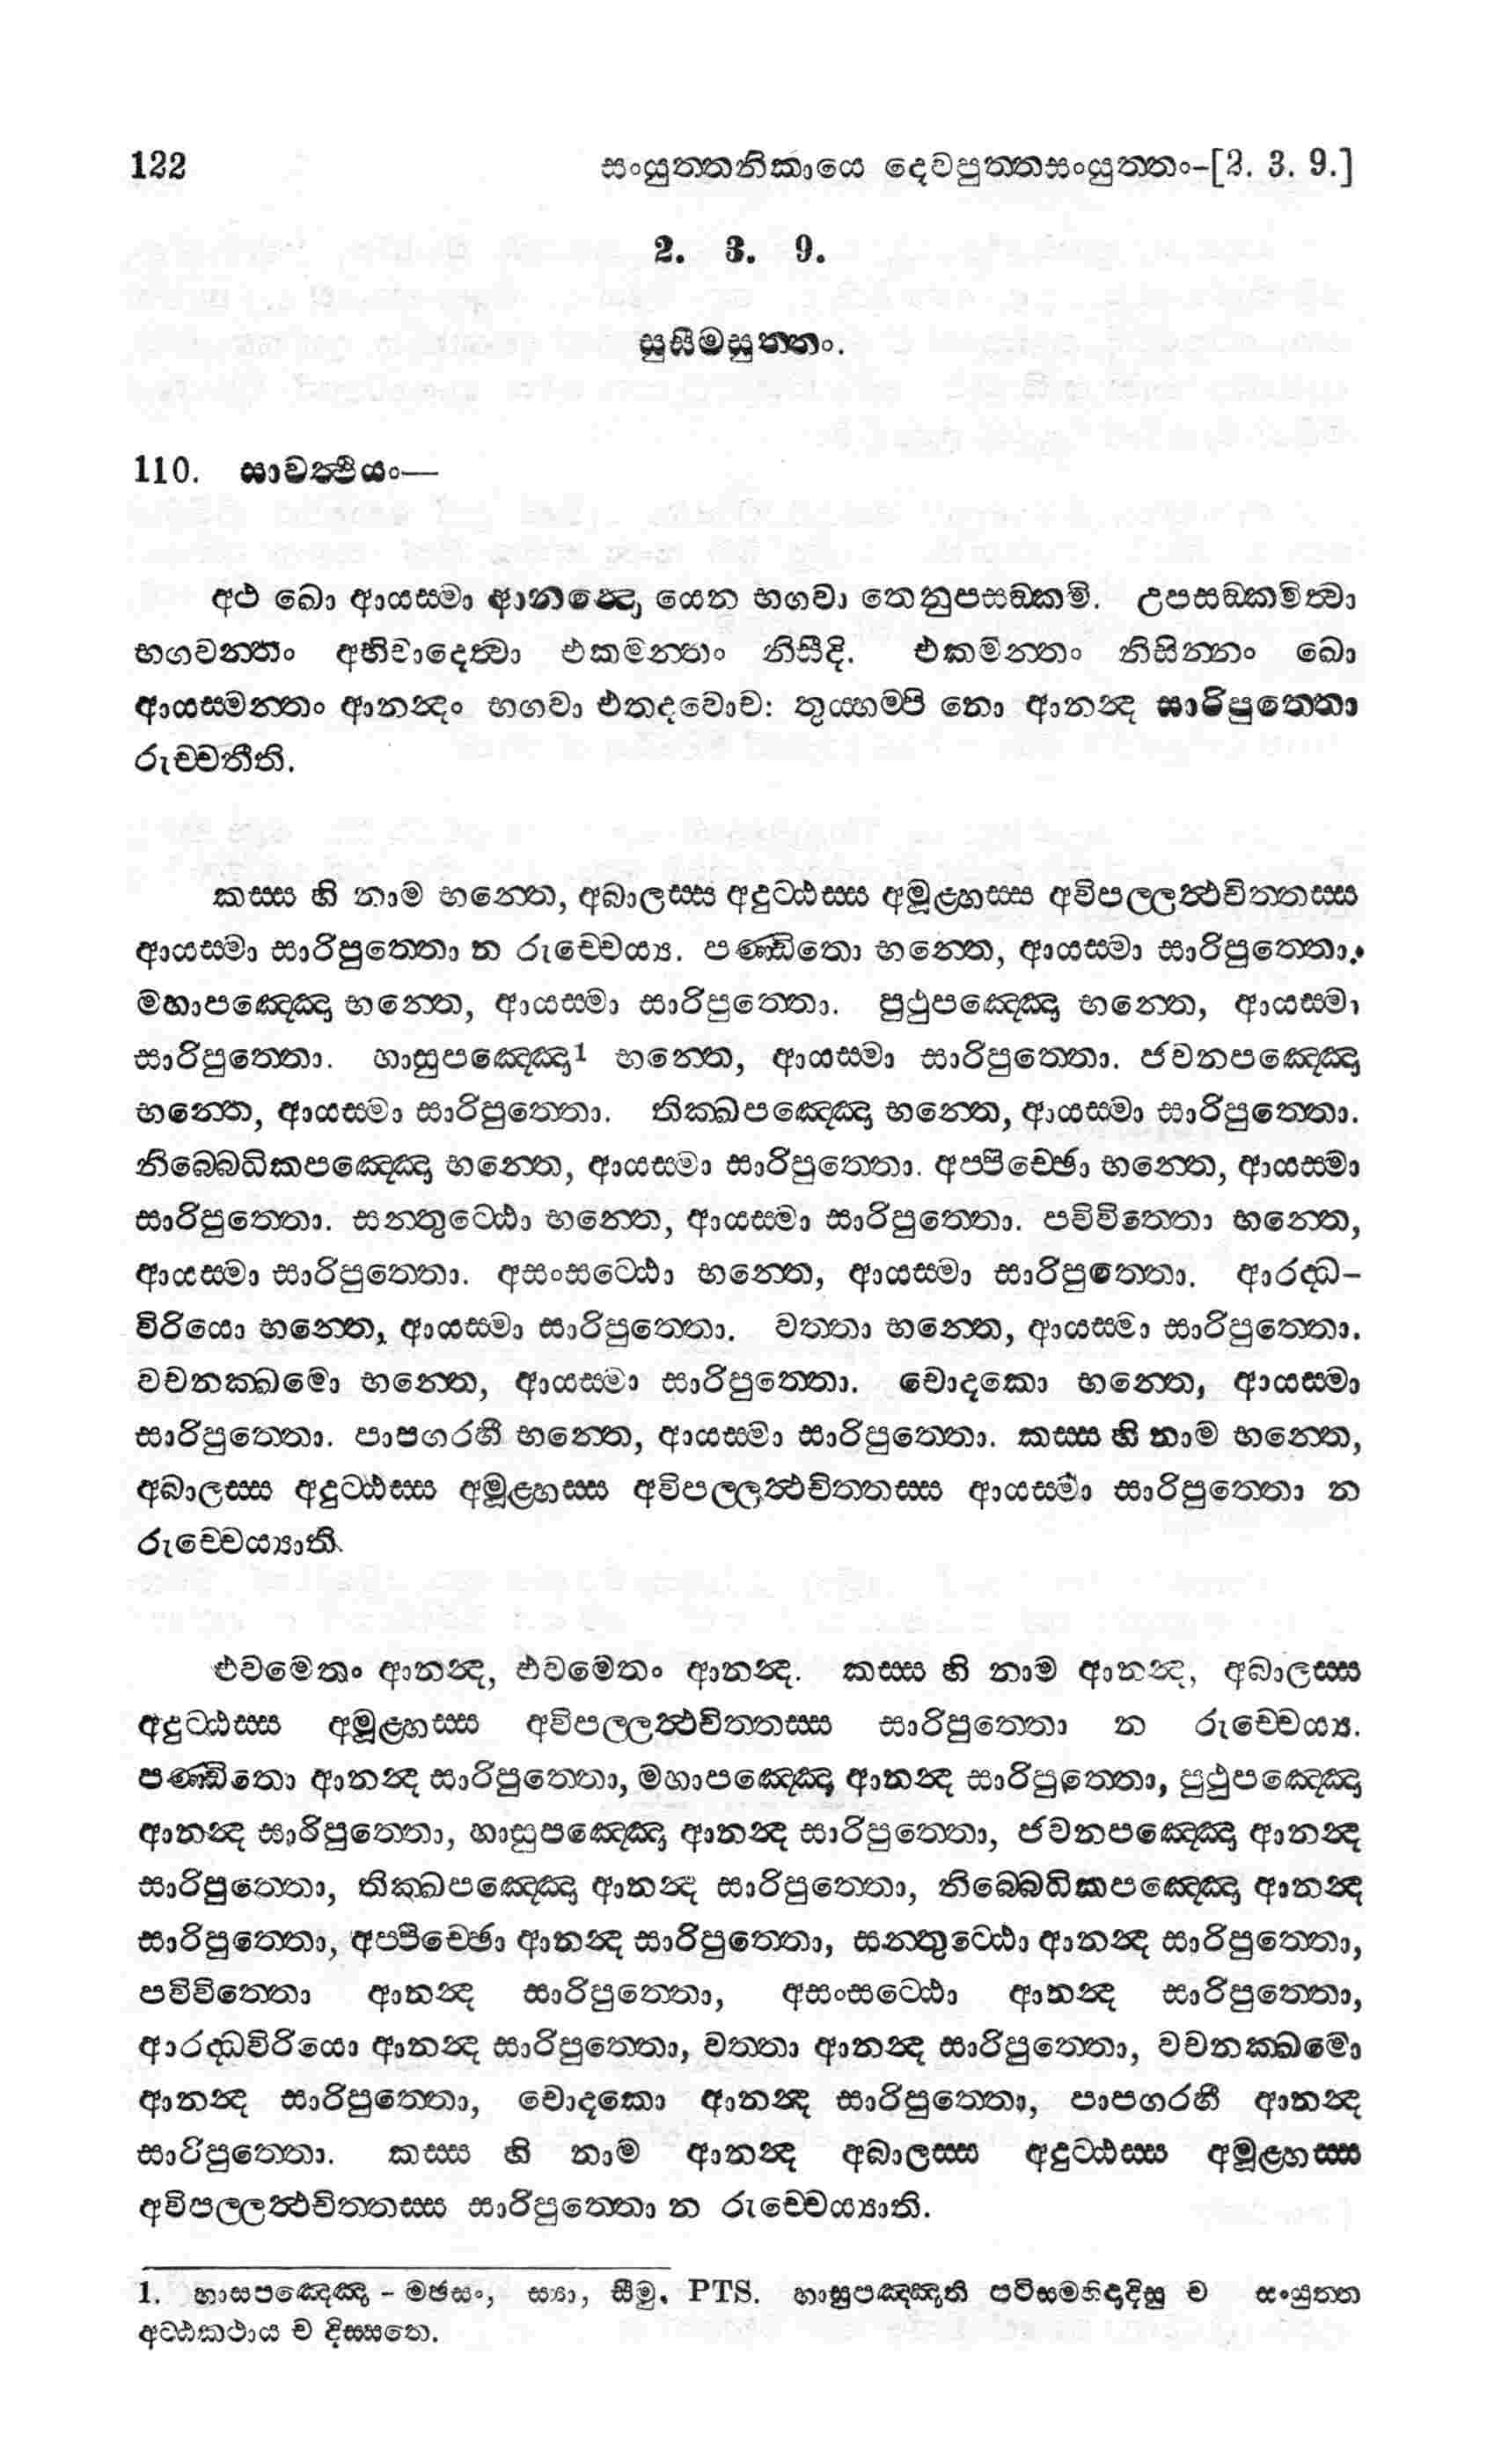 122 සංයුත්තනිකායෙ දෙවපුත්තසංයුත්තං-[2. 3. 9.]
2. 3. 9.
සුසීමසුත්තං.
110. සාවත්ථියං—
අථ ඛො ආයස්මා ආනන්දො යෙන භගවා තෙනුපසඞ්කමි. උපසඞ්කමිත්වා
භගවන්තං අභිවාදෙත්වා එකමන්තං නිසීදි. එකමන්තං නිසින්නං ඛො
ආයස්මන්තං ආනන්දං භගවා එතදවොච: තුය්හම්පි නො ආනන්ද සාරිපුත්තො
රුච්චතීති.
කස්ස හි නාම භන්තෙ, අබාලස්ස අදුට්ඨස්ස අමූළ්හස්ස අවිපල්ලත්ථචිත්තස්ස
ආයස්මා සාරිපුත්තො න රුච්චෙය්‍ය. පණ්ඩිතො භන්තෙ, ආයස්මා සාරිපුත්තො.
මහාපඤ්ඤො භන්තෙ, ආයස්මා සාරිපුත්තො. පුථුපඤ්ඤො භන්තෙ, ආයස්මා
සාරිපුත්තො. හාසුපඤ්ඤො1 භන්තෙ, ආයස්මා සාරිපුත්තො. ජවනපඤ්ඤො
භන්තෙ, ආයස්මා සාරිපුත්තො. තික්ඛපඤ්ඤො භන්තෙ, ආයස්මා සාරිපුත්තො.
නිබ්බෙධිකපඤ්ඤො භන්තෙ, ආයස්මා සාරිපුත්තො. අප්පිච්ඡො භන්තෙ, ආයස්මා
සාරිපුත්තො. සන්තුට්ඨො භන්තෙ, ආයස්මා සාරිපුත්තො. පවිවිත්තො භන්තෙ,
ආයස්මා සාරිපුත්තො. අසංසට්ඨො භන්තෙ, ආයස්මා සාරිපුත්තො. ආරද්ධ-
විරියො භන්තෙ, ආයස්මා සාරිපුත්තො. වත්තා භන්තෙ, ආයස්මා සාරිපුත්තො.
වචනක්ඛමො භන්තෙ, ආයස්මා සාරිපුත්තො. චොදකො භන්තෙ, ආයස්මා
සාරිපුත්තො. පාපගරහී භන්තෙ, ආයස්මා සාරිපුත්තො. කස්ස හි නාම භන්තෙ,
අබාලස්ස අදුට්ඨස්ස අමූළ්හස්ස අවිපල්ලත්ථචිත්තස්ස ආයස්මා සාරිපුත්තො න
රුච්චෙය්‍යාති.
එවමෙතං ආනන්ද, එවමෙතං ආනන්ද. කස්ස හි නාම ආනන්ද, අබාලස්ස
අදුට්ඨස්ස අමූළ්හස්ස අවිපල්ලත්ථචිත්තස්ස සාරිපුත්තො න රුච්චෙය්‍ය.
පණ්ඩිතො ආනන්ද සාරිපුත්තො, මහාපඤ්ඤො ආනන්ද සාරිපුත්තො, පුථුපඤ්ඤො
ආනන්ද සාරිපුත්තො, හාසුපඤ්ඤො ආනන්ද සාරිපුත්තො, ජවනපඤ්ඤො ආනන්ද
සාරිපුත්තො, තික්ඛපඤ්ඤො ආනන්ද සාරිපුත්තො, නිබ්බෙධිකපඤ්ඤො ආනන්ද
සාරිපුත්තො, අප්පිච්ඡො ආනන්ද සාරිපුත්තො, සන්තුට්ඨො ආනන්ද සාරිපුත්තො,
පවිවිත්තො ආනන්ද සාරිපුත්තො, අසංසට්ඨො ආනන්ද සාරිපුත්තො,
ආරද්ධවිරියො ආනන්ද සාරිපුත්තො, වත්තා ආනන්ද සාරිපුත්තො, වචනක්ඛමො
ආනන්ද සාරිපුත්තො, චොදකො ආනන්ද සාරිපුත්තො, පාපගරහී ආනන්ද
සාරිපුත්තො. කස්ස හි නාම ආනන්ද අබාලස්ස අදුට්ඨස්ස අමූළ්හස්ස
අවිපල්ලත්ථචිත්තස්ස සාරිපුත්තො න රුච්චෙය්‍යාති.
1. හාසපඤ්ඤො - මඡසං, ස්‍යා, සීමු, PTS. හාසුපඤ්ඤති පටිසම්භිදාදිසු ච සංයුත්ත
අට්ඨකථාය ච දිස්සතෙ.